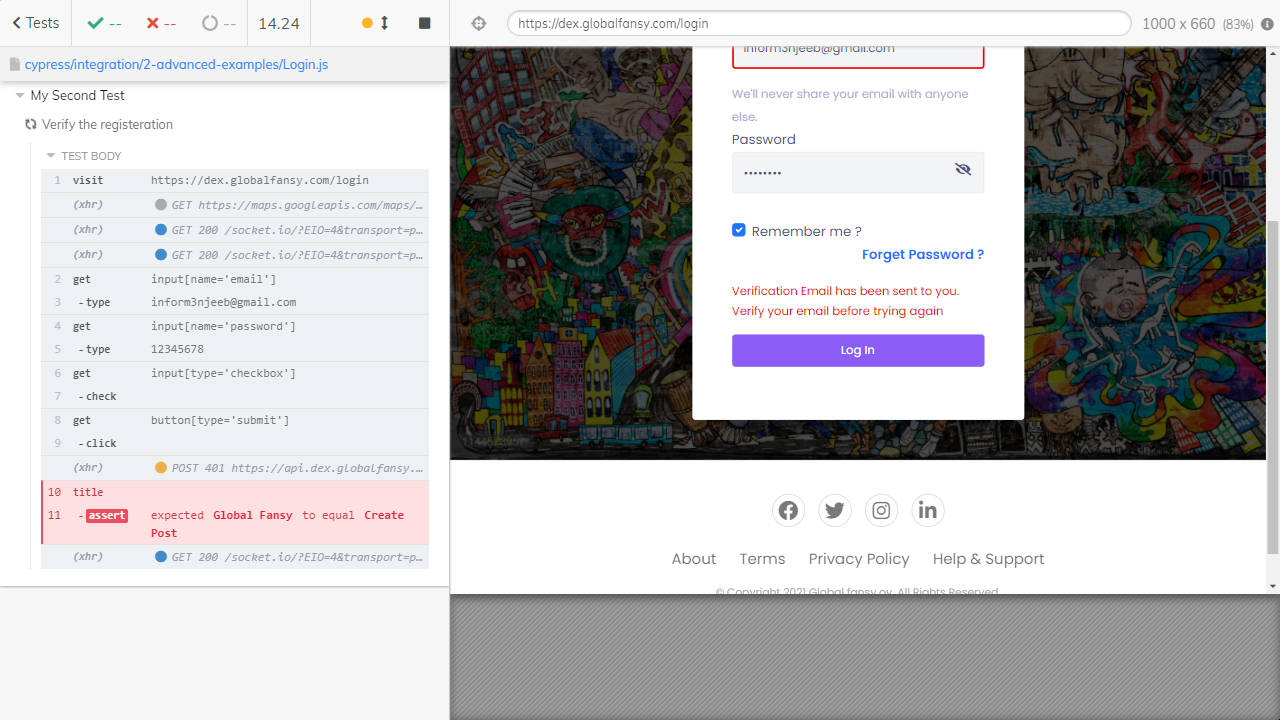 Tests
--
--
--
14.24
https://dex.globalfansy.com/login
1000 x 660 (83%)
cypress/integration/2-advanced-examples/Login.js
My Second Test
Verify the registeration
TEST BODY
1 visit https://dex.globalfansy.com/login
(xhr) GET https://maps.googleapis.com/maps/…
(xhr) GET 200 /socket.io/?EIO=4&transport=p…
(xhr) GET 200 /socket.io/?EIO=4&transport=p…
2 get input[name='email']
3 -type inform3njeeb@gmail.com
4 get input[name='password']
5 -type 12345678
6 get input[type='checkbox']
7 -check
8 get button[type='submit']
9 -click
(xhr) POST 401 https://api.dex.globalfansy.…
10 title
11 -assert expected Global Fansy to equal Create
Post
(xhr) GET 200 /socket.io/?EIO=4&transport=p…
inform3njeeb@gmail.com
We'll never share your email with anyone
else.
Password
••••••••
Remember me ?
Forget Password ?
Verification Email has been sent to you.
Verify your email before trying again
Log In
About Terms Privacy Policy Help & Support
© Copyright 2021 Global fansy oy. All Rights Reserved